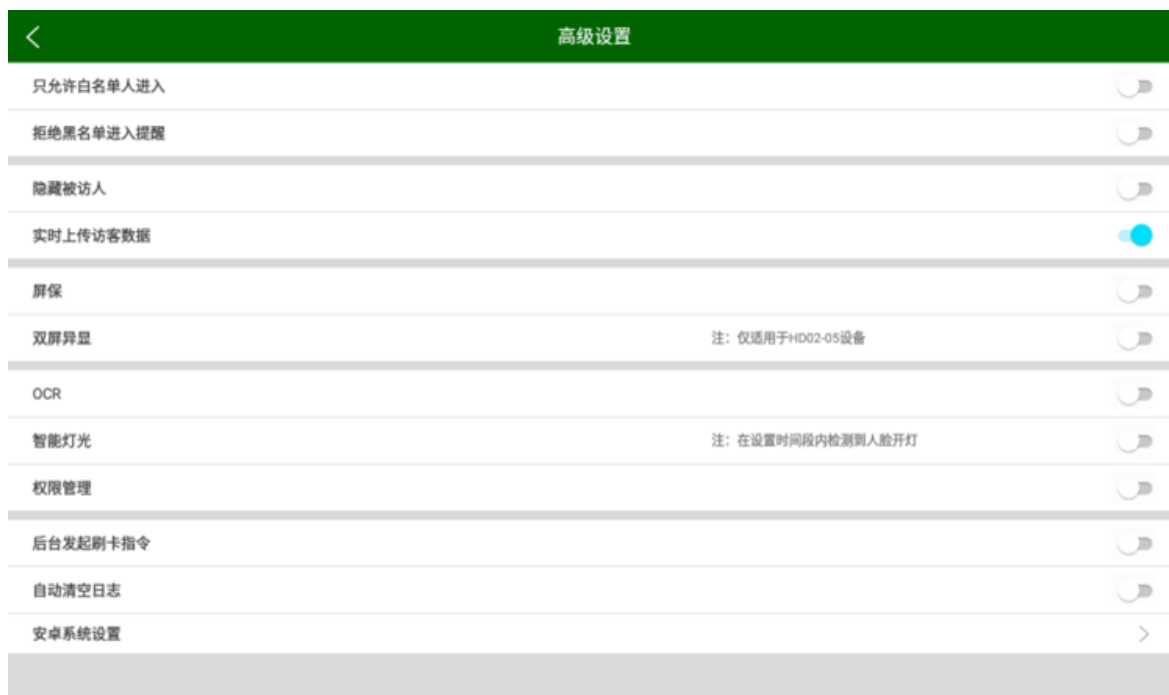 高级设置
只允许白名单人进入
拒绝黑名单进入提醒
隐藏被访人
实时上传访客数据
屏保
双屏异显 注：仅适用于HD02-05设备
OCR
智能灯光 注：在设置时间段内检测到人脸开灯
权限管理
后台发起刷卡指令
自动清空日志
安卓系统设置